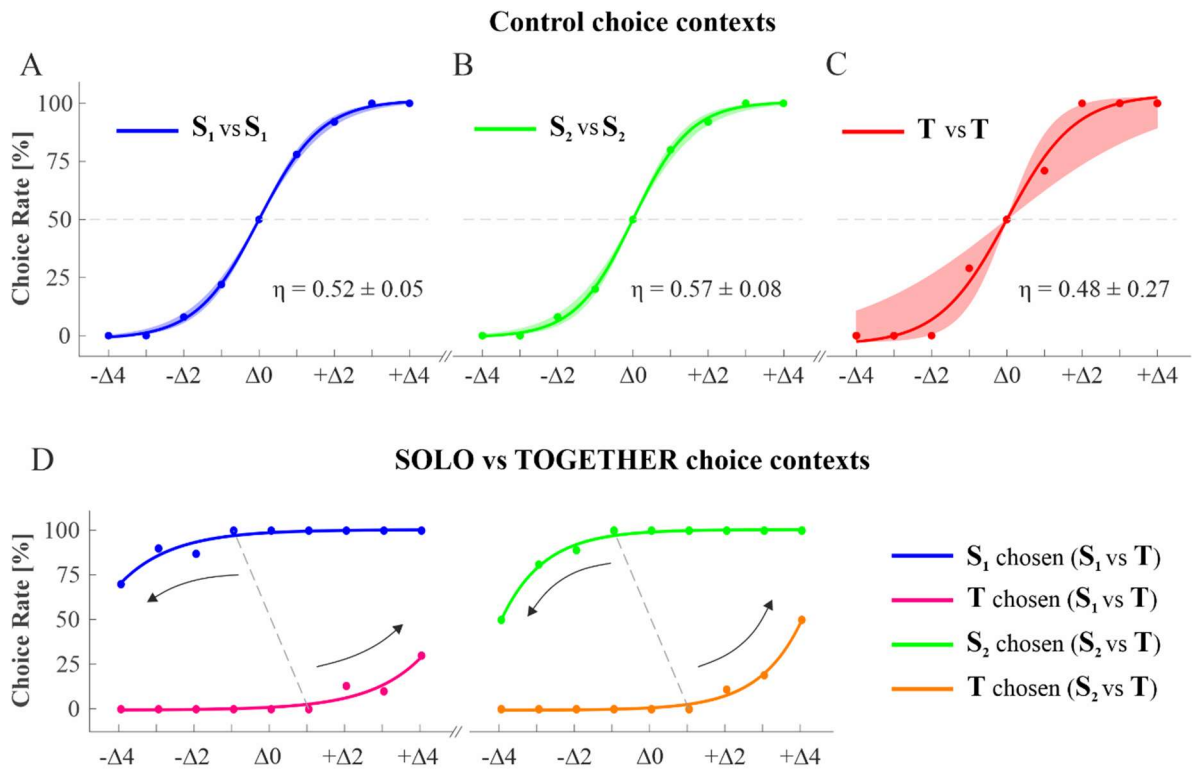 Control choice contexts
A
B
C
Choice Rate [%]
100
75
50
25
0
S₁ vs S₁
S₂ vs S₂
T vs T
η = 0.52 ± 0.05
η = 0.57 ± 0.08
η = 0.48 ± 0.27
-Δ4 -Δ2 Δ0 +Δ2 +Δ4 // -Δ4 -Δ2 Δ0 +Δ2 +Δ4 // -Δ4 -Δ2 Δ0 +Δ2 +Δ4
D
SOLO vs TOGETHER choice contexts
Choice Rate [%]
100
75
50
25
0
-Δ4 -Δ2 Δ0 +Δ2 +Δ4 // -Δ4 -Δ2 Δ0 +Δ2 +Δ4
S₁ chosen (S₁ vs T)
T chosen (S₁ vs T)
S₂ chosen (S₂ vs T)
T chosen (S₂ vs T)